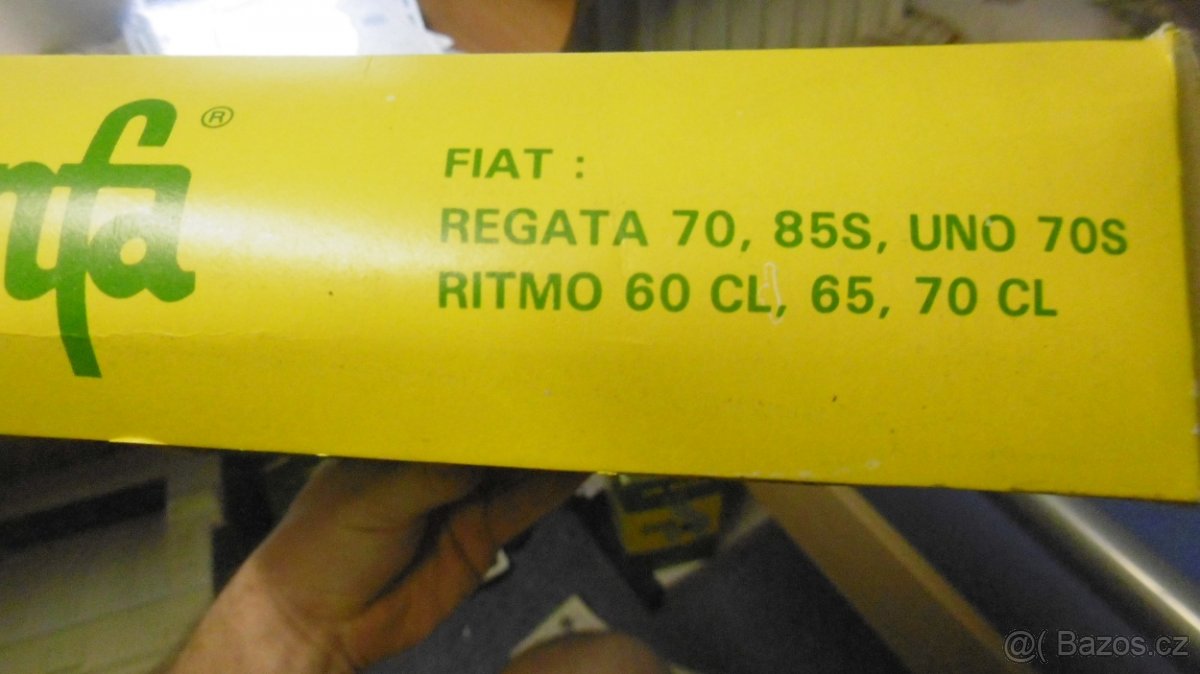 ®
FIAT :
REGATA 70, 85S, UNO 70S
RITMO 60 CL, 65, 70 CL
@( Bazos.cz